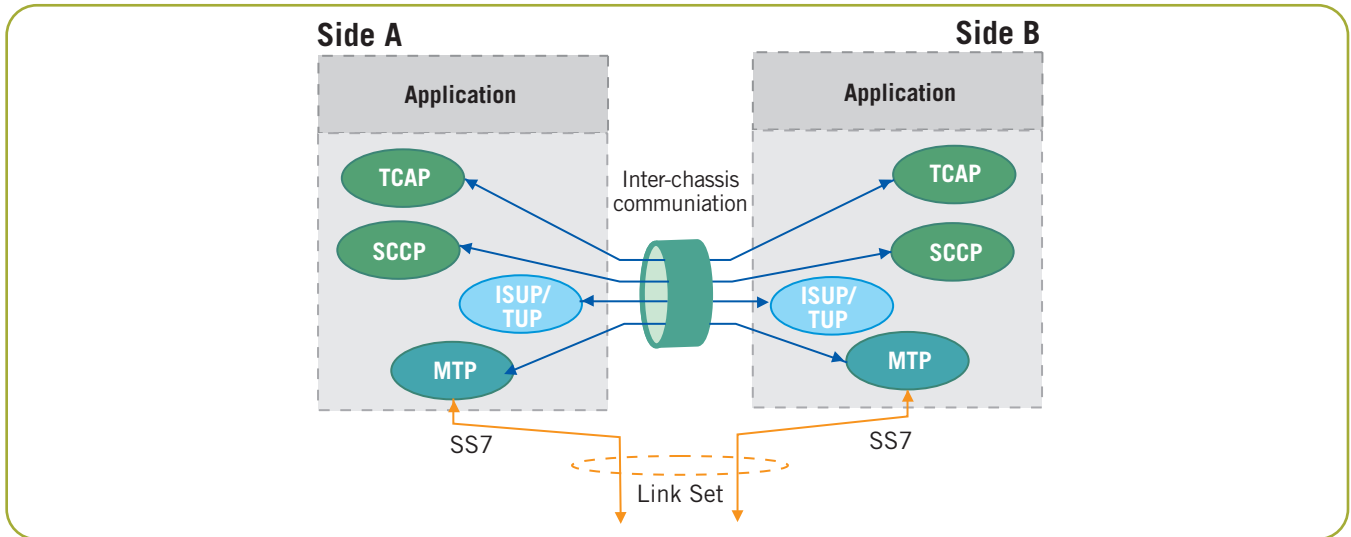 Side A
Side B
Application
Application
TCAP
TCAP
Inter-chassis
communiation
SCCP
SCCP
ISUP/
TUP
ISUP/
TUP
MTP
MTP
SS7
SS7
Link Set